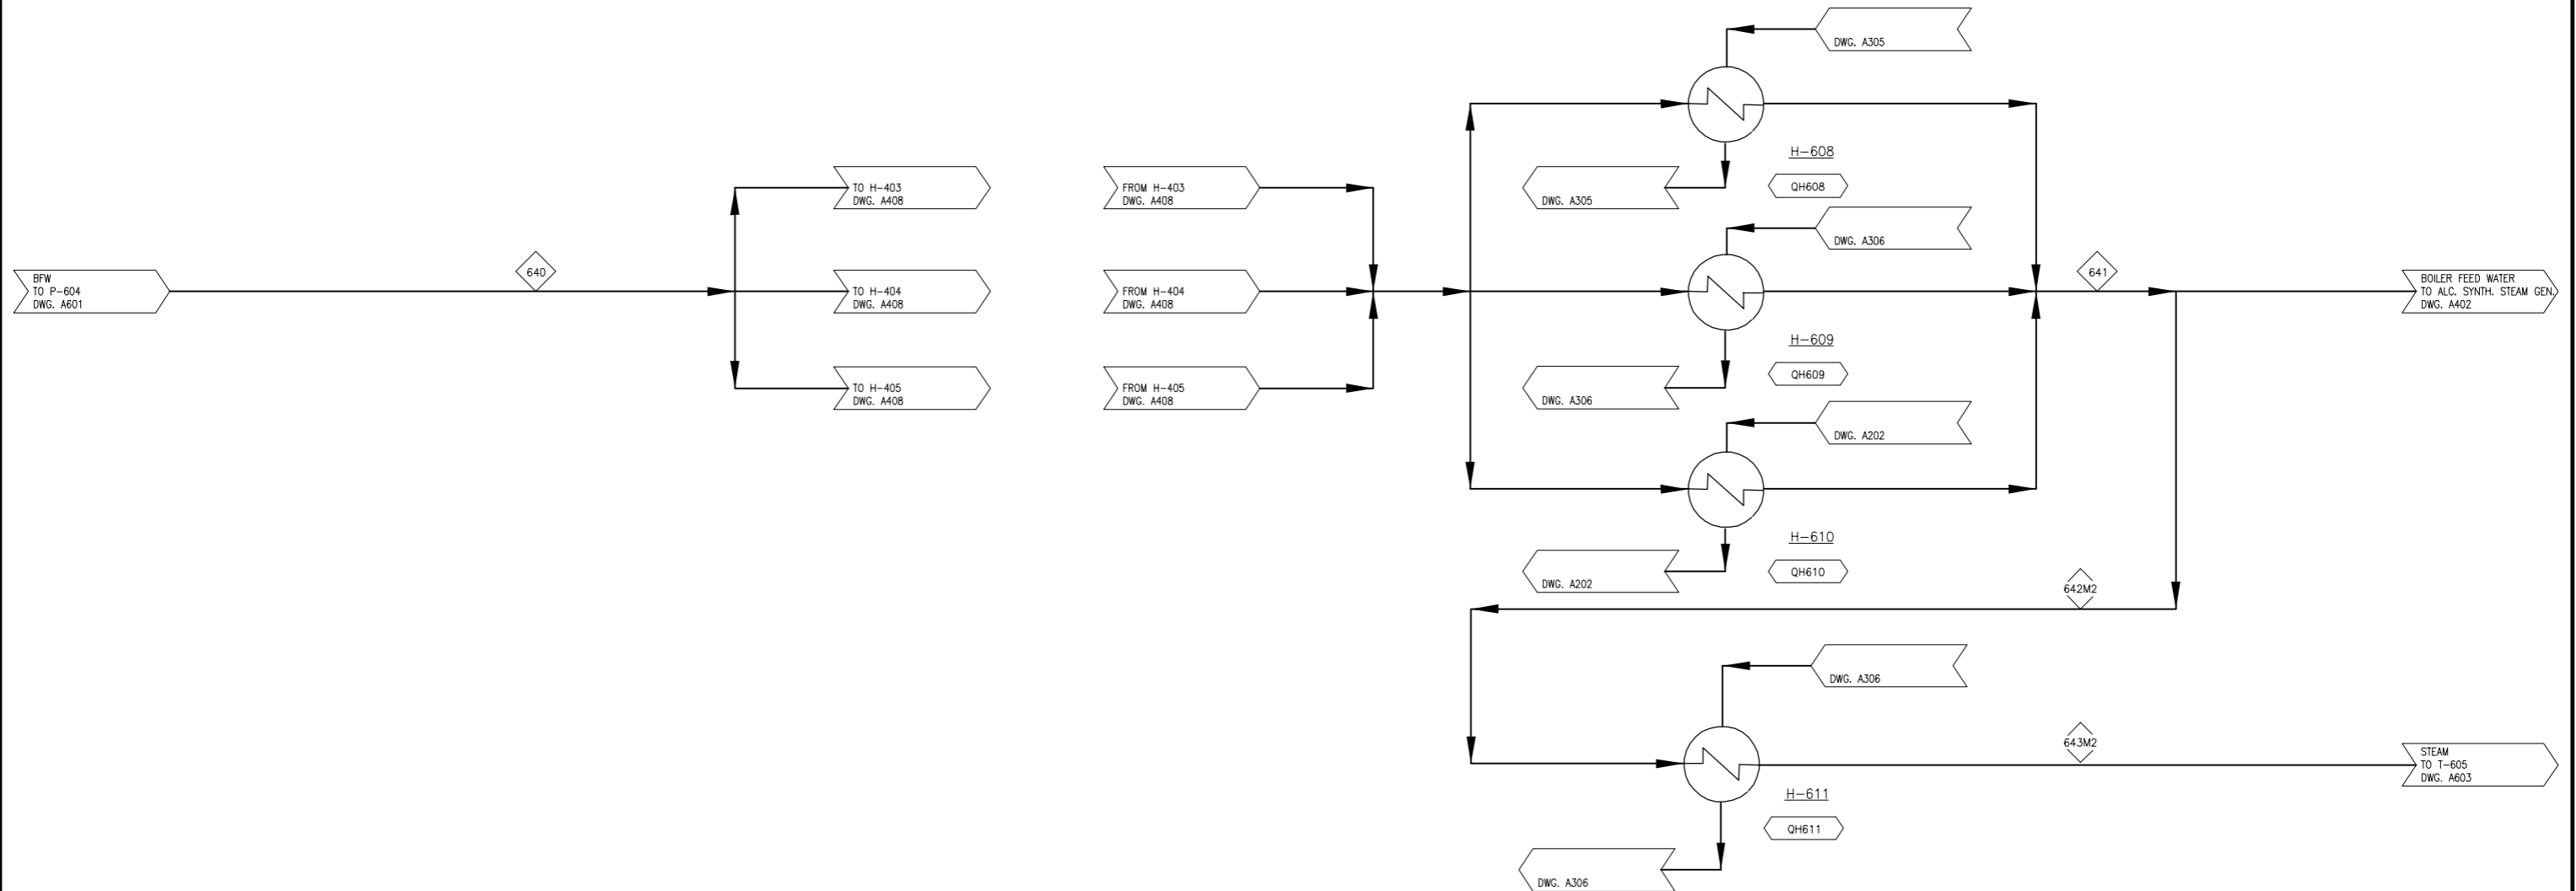 DWG. A305
H-608
QH608
DWG. A305
TO H-403
DWG. A408
FROM H-403
DWG. A408
DWG. A306
BFW
TO P-604
DWG. A601
640
TO H-404
DWG. A408
FROM H-404
DWG. A408
641
BOILER FEED WATER
TO ALC. SYNTH. STEAM GEN.
DWG. A402
H-609
QH609
DWG. A306
TO H-405
DWG. A408
FROM H-405
DWG. A408
DWG. A202
H-610
QH610
DWG. A202
642M2
DWG. A306
643M2
STEAM
TO T-605
DWG. A603
H-611
QH611
DWG. A306